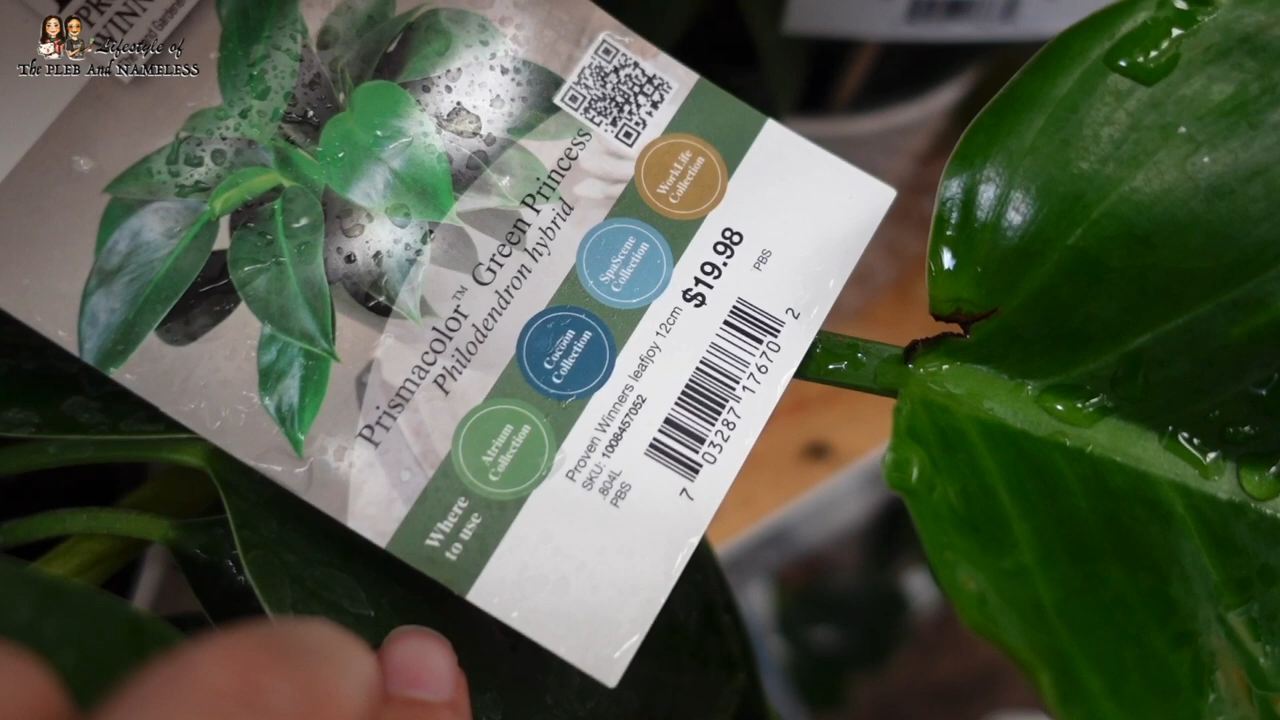 Lifestyle of
The PLEB And NAMELESS
Prismacolor™ Green Princess
Philodendron hybrid
WorkLife
Collection
SpaScene
Collection
Cocoon
Collection
Atrium
Collection
Where
to use
$19.98
PBS
Proven Winners leafjoy 12cm
SKU: 1008457052
.804L
PBS
7 03287 17670 2